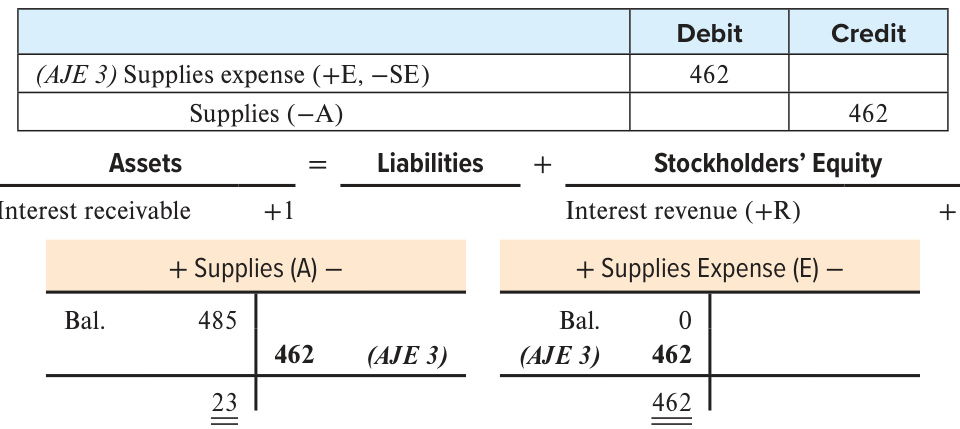 Debit Credit
(AJE 3) Supplies expense (+E, −SE) 462
Supplies (−A) 462
Assets = Liabilities + Stockholders’ Equity
Interest receivable +1 Interest revenue (+R) +
+ Supplies (A) − + Supplies Expense (E) −
Bal. 485 Bal. 0
462 (AJE 3) (AJE 3) 462
23 462